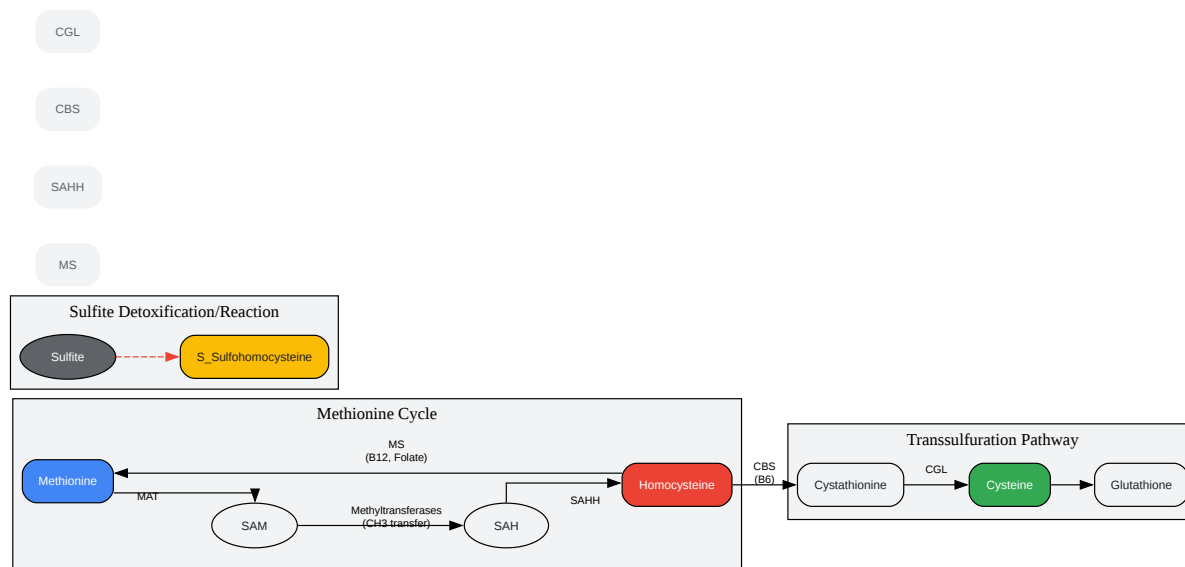 CGL
CBS
SAHH
MS
Sulfite Detoxification/Reaction
Sulfite
S_Sulfohomocysteine
Methionine Cycle
MS
(B12, Folate)
Methionine
MAT
SAM
Methyltransferases
(CH3 transfer)
SAH
SAHH
Homocysteine
CBS
(B6)
Transsulfuration Pathway
Cystathionine
CGL
Cysteine
Glutathione